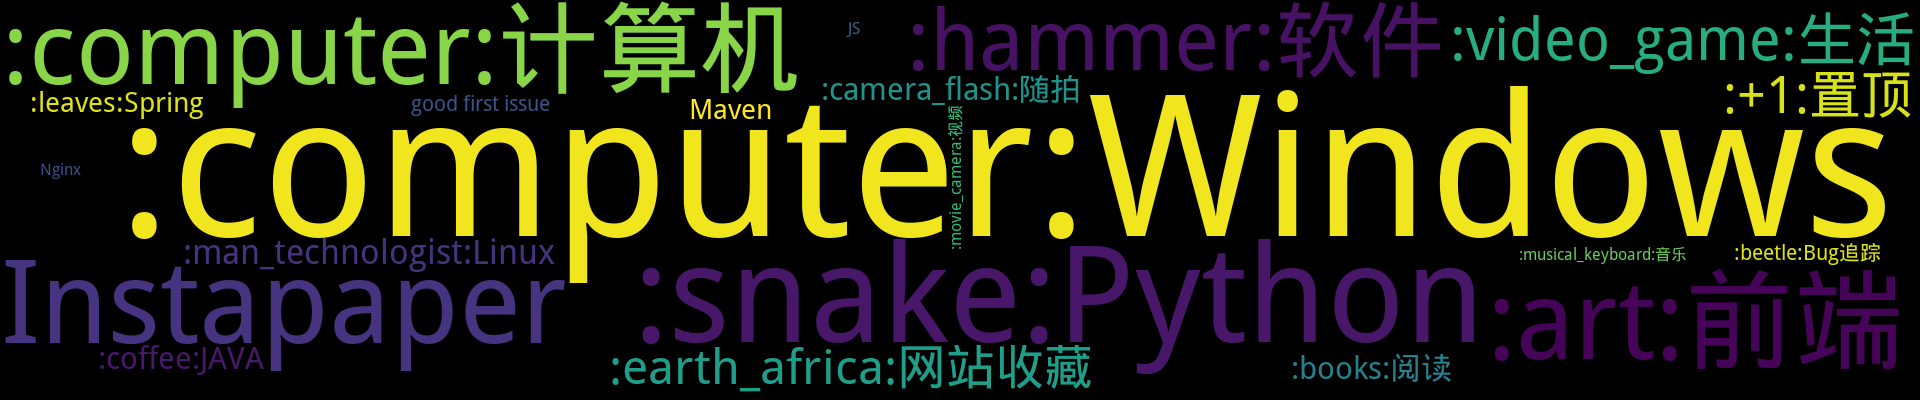 :computer:计算机
JS
:hammer:软件
:video_game:生活
:leaves:Spring
good first issue
Maven
:camera_flash:随拍
:+1:置顶
:computer:Windows
:movie_camera:视频
Nginx
:man_technologist:Linux
:musical_keyboard:音乐
:beetle:Bug追踪
Instapaper
:snake:Python
:art:前端
:coffee:JAVA
:earth_africa:网站收藏
:books:阅读